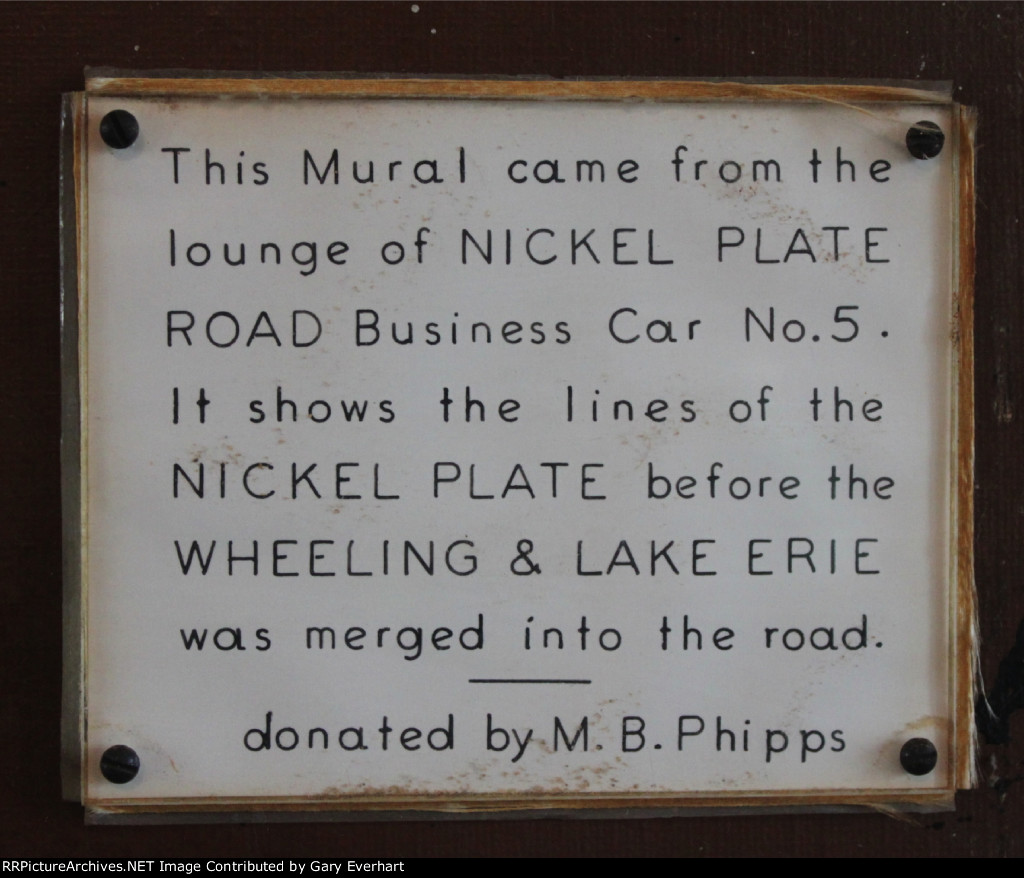 This Mural came from the
lounge of NICKEL PLATE
ROAD Business Car No.5.
It shows the lines of the
NICKEL PLATE before the
WHEELING & LAKE ERIE
was merged into the road.
donated by M. B. Phipps
RRPictureArchives.NET Image Contributed by Gary Everhart